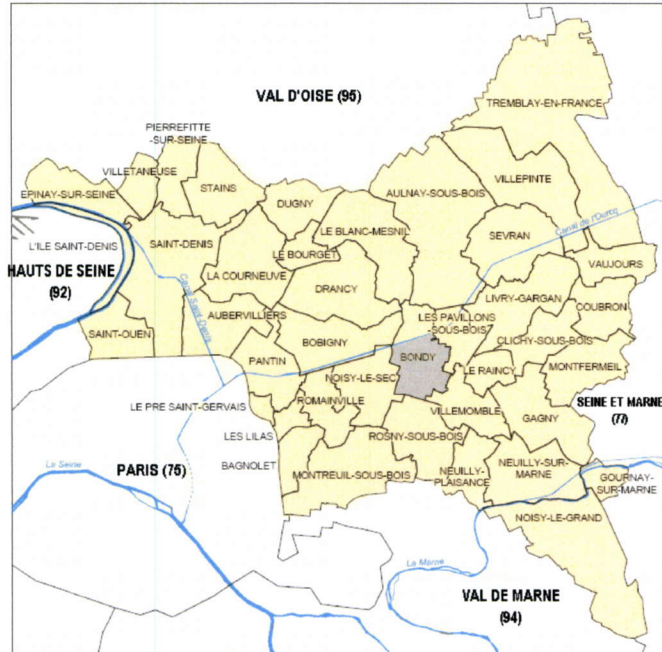 VAL D'OISE (95)
TREMBLAY-EN-FRANCE
PIERREFITTE
-SUR-SEINE
VILLETANEUSE
EPINAY-SUR-SEINE
STAINS
DUGNY
AULNAY-SOUS-BOIS
VILLEPINTE
L'ILE SAINT-DENIS
SAINT-DENIS
LE BOURGET
LE BLANC-MESNIL
SEVRAN
Canal de l'Ourcq
HAUTS DE SEINE
(92)
LA COURNEUVE
VAUJOURS
Canal Saint-Denis
DRANCY
LIVRY-GARGAN
COUBRON
AUBERVILLIERS
LES PAVILLONS
-SOUS-BOIS
SAINT-OUEN
BOBIGNY
CLICHY-SOUS-BOIS
PANTIN
BONDY
LE RAINCY
MONTFERMEIL
NOISY-LE-SEC
ROMAINVILLE
LE PRE SAINT-GERVAIS
VILLEMOMBLE
GAGNY
SEINE ET MARNE
(77)
LES LILAS
ROSNY-SOUS-BOIS
BAGNOLET
La Seine
PARIS (75)
MONTREUIL-SOUS-BOIS
NEUILLY-
PLAISANCE
NEUILLY-SUR-
MARNE
GOURNAY-
SUR-MARNE
NOISY-LE-GRAND
La Marne
VAL DE MARNE
(94)